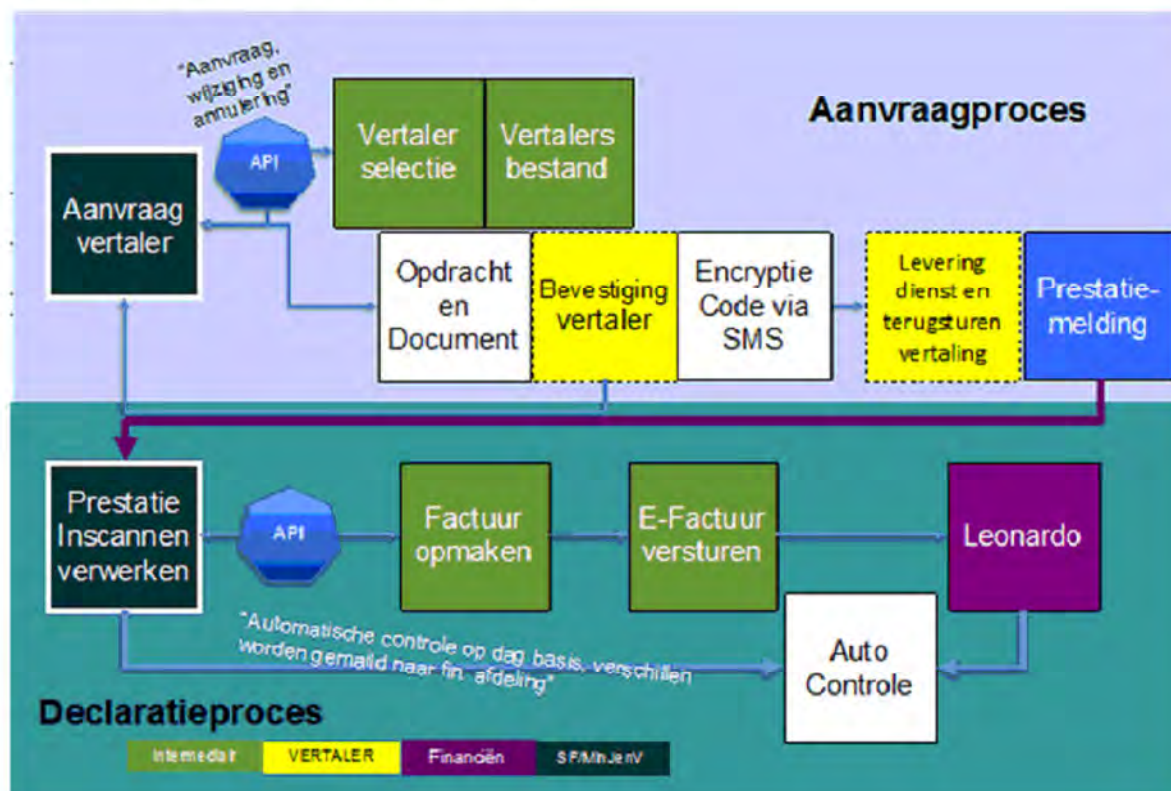 "Aanvraag,
wijziging en
annulering"
Aanvraagproces
API
Vertaler
selectie
Vertalers
bestand
Aanvraag
vertaler
Opdracht
en
Document
Bevestiging
vertaler
Encryptie
Code via
SMS
Levering
dienst en
terugsturen
vertaling
Prestatie-
melding
Prestatie
Inscannen
verwerken
API
Factuur
opmaken
E-Factuur
versturen
Leonardo
"Automatische controle op dag basis, verschillen
worden gemaild naar fin. afdeling"
Auto
Controle
Declaratieproces
Intermediair
VERTALER
Financiën
SF/MinJenV